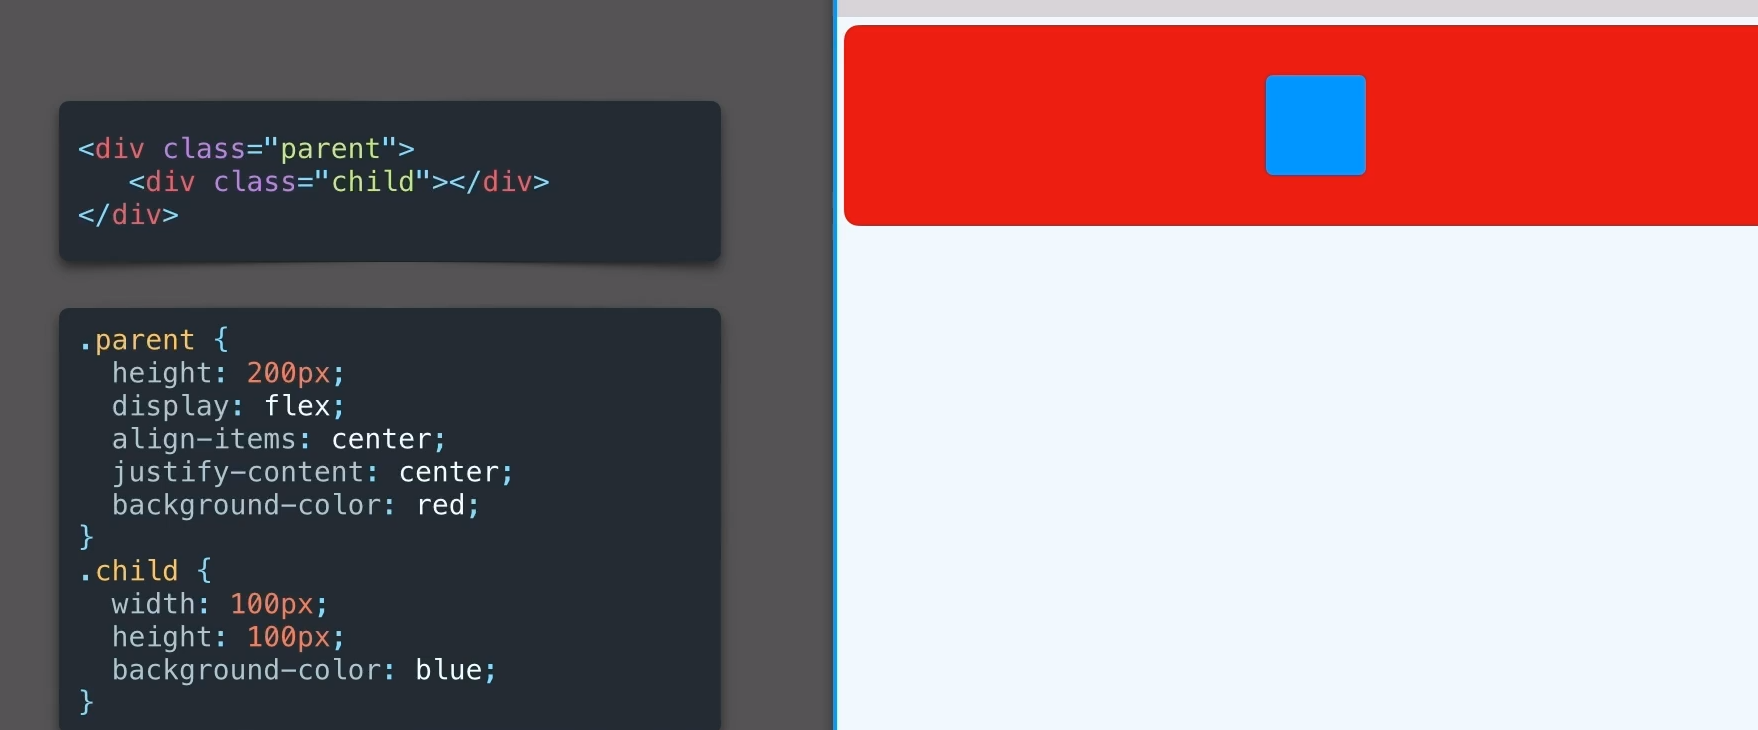 <div class="parent">
   <div class="child"></div>
</div>
.parent {
  height: 200px;
  display: flex;
  align-items: center;
  justify-content: center;
  background-color: red;
}
.child {
  width: 100px;
  height: 100px;
  background-color: blue;
}